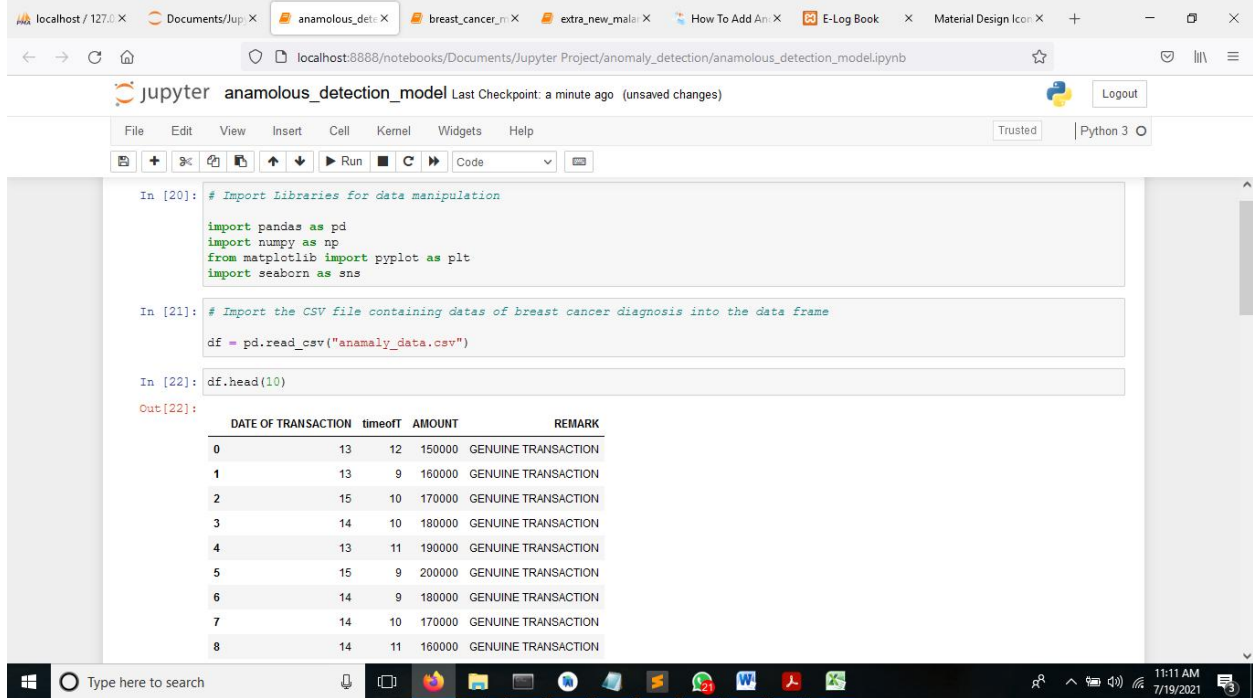 localhost / 127.0
Documents/Jup
anamolous_dete
breast_cancer_m
extra_new_malar
How To Add An
E-Log Book
Material Design Icon
localhost:8888/notebooks/Documents/Jupyter Project/anomaly_detection/anamolous_detection_model.ipynb
jupyter anamolous_detection_model Last Checkpoint: a minute ago (unsaved changes)
Logout
File Edit View Insert Cell Kernel Widgets Help
Trusted
Python 3
Run
Code
In [20]: # Import Libraries for data manipulation
import pandas as pd
import numpy as np
from matplotlib import pyplot as plt
import seaborn as sns
In [21]: # Import the CSV file containing datas of breast cancer diagnosis into the data frame
df = pd.read_csv("anamaly_data.csv")
In [22]: df.head(10)
Out[22]:
DATE OF TRANSACTION timeofT AMOUNT REMARK
0 13 12 150000 GENUINE TRANSACTION
1 13 9 160000 GENUINE TRANSACTION
2 15 10 170000 GENUINE TRANSACTION
3 14 10 180000 GENUINE TRANSACTION
4 13 11 190000 GENUINE TRANSACTION
5 15 9 200000 GENUINE TRANSACTION
6 14 9 180000 GENUINE TRANSACTION
7 14 10 170000 GENUINE TRANSACTION
8 14 11 160000 GENUINE TRANSACTION
Type here to search
21
11:11 AM
7/19/2021
3